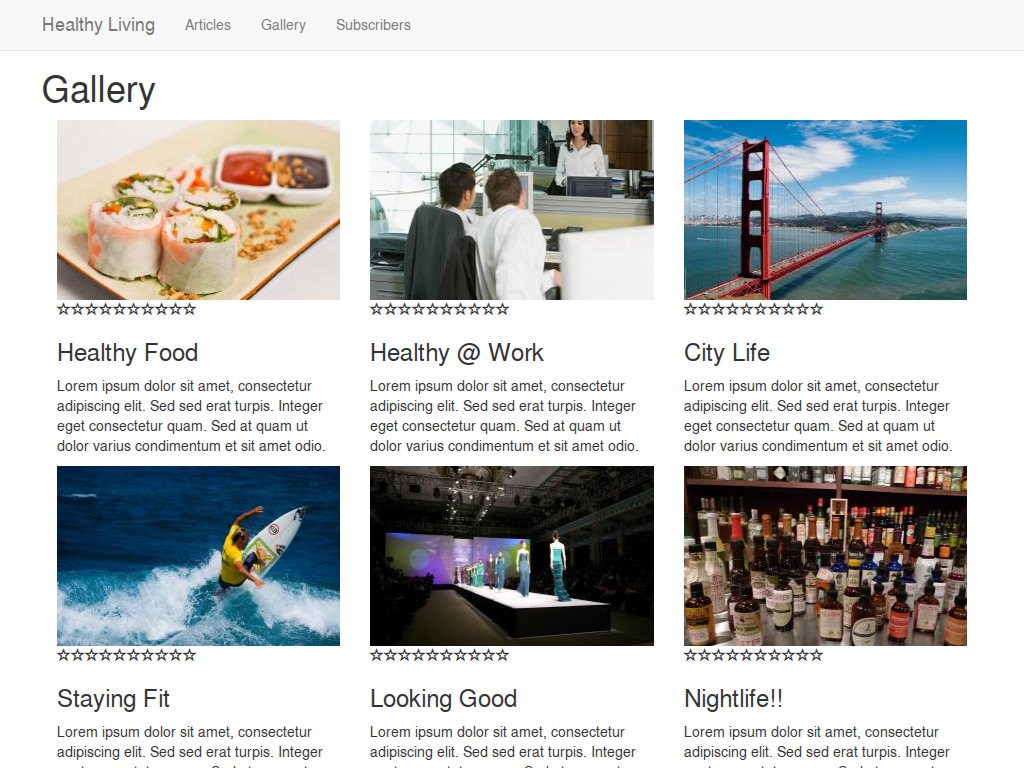 Healthy Living Articles Gallery Subscribers
Gallery
☆☆☆☆☆☆☆☆☆☆
Healthy Food
Lorem ipsum dolor sit amet, consectetur
adipiscing elit. Sed sed erat turpis. Integer
eget consectetur quam. Sed at quam ut
dolor varius condimentum et sit amet odio.
☆☆☆☆☆☆☆☆☆☆
Healthy @ Work
Lorem ipsum dolor sit amet, consectetur
adipiscing elit. Sed sed erat turpis. Integer
eget consectetur quam. Sed at quam ut
dolor varius condimentum et sit amet odio.
☆☆☆☆☆☆☆☆☆☆
City Life
Lorem ipsum dolor sit amet, consectetur
adipiscing elit. Sed sed erat turpis. Integer
eget consectetur quam. Sed at quam ut
dolor varius condimentum et sit amet odio.
☆☆☆☆☆☆☆☆☆☆
Staying Fit
Lorem ipsum dolor sit amet, consectetur
adipiscing elit. Sed sed erat turpis. Integer
☆☆☆☆☆☆☆☆☆☆
Looking Good
Lorem ipsum dolor sit amet, consectetur
adipiscing elit. Sed sed erat turpis. Integer
☆☆☆☆☆☆☆☆☆☆
Nightlife!!
Lorem ipsum dolor sit amet, consectetur
adipiscing elit. Sed sed erat turpis. Integer